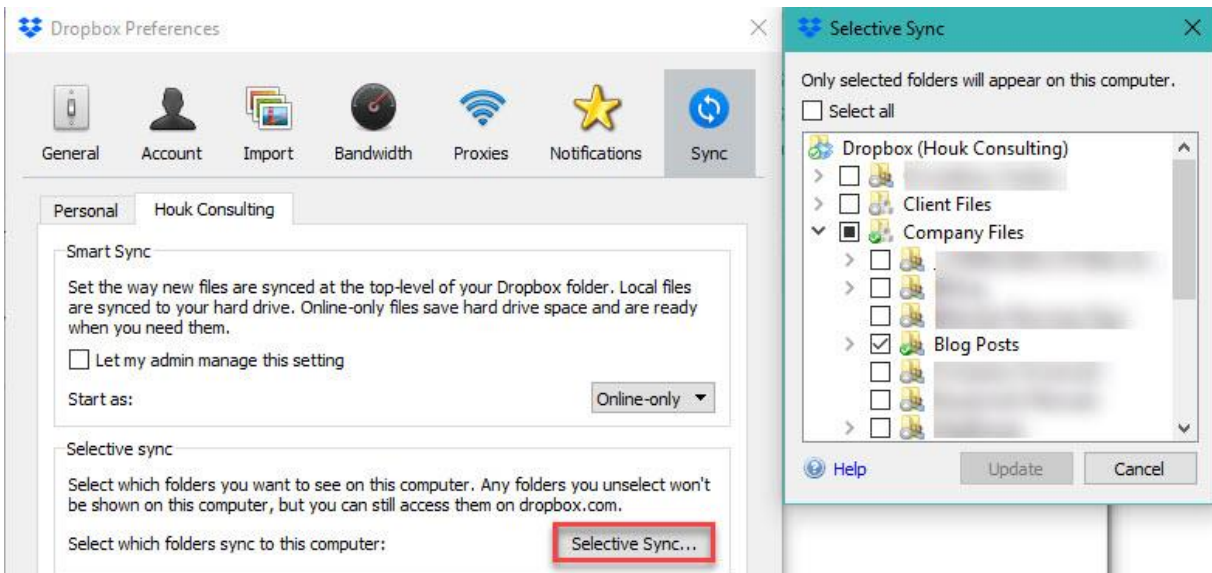 Dropbox Preferences
General Account Import Bandwidth Proxies Notifications Sync
Personal Houk Consulting
Smart Sync
Set the way new files are synced at the top-level of your Dropbox folder. Local files
are synced to your hard drive. Online-only files save hard drive space and are ready
when you need them.
Let my admin manage this setting
Start as: Online-only
Selective sync
Select which folders you want to see on this computer. Any folders you unselect won't
be shown on this computer, but you can still access them on dropbox.com.
Select which folders sync to this computer: Selective Sync...
Selective Sync
Only selected folders will appear on this computer.
Select all
Dropbox (Houk Consulting)
Client Files
Company Files
Blog Posts
Help Update Cancel